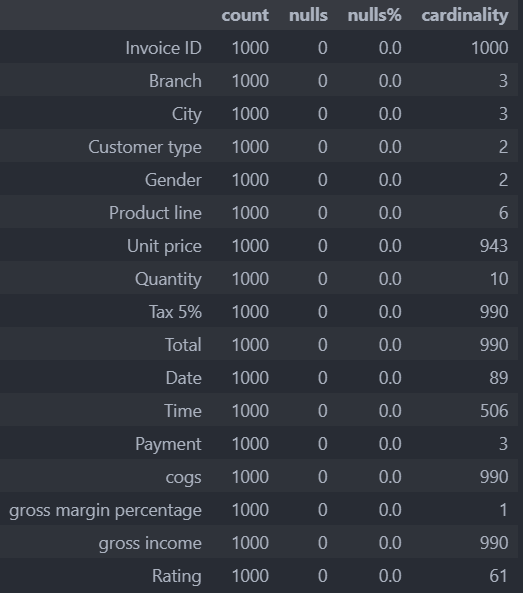 count nulls nulls% cardinality
Invoice ID 1000 0 0.0 1000
Branch 1000 0 0.0 3
City 1000 0 0.0 3
Customer type 1000 0 0.0 2
Gender 1000 0 0.0 2
Product line 1000 0 0.0 6
Unit price 1000 0 0.0 943
Quantity 1000 0 0.0 10
Tax 5% 1000 0 0.0 990
Total 1000 0 0.0 990
Date 1000 0 0.0 89
Time 1000 0 0.0 506
Payment 1000 0 0.0 3
cogs 1000 0 0.0 990
gross margin percentage 1000 0 0.0 1
gross income 1000 0 0.0 990
Rating 1000 0 0.0 61